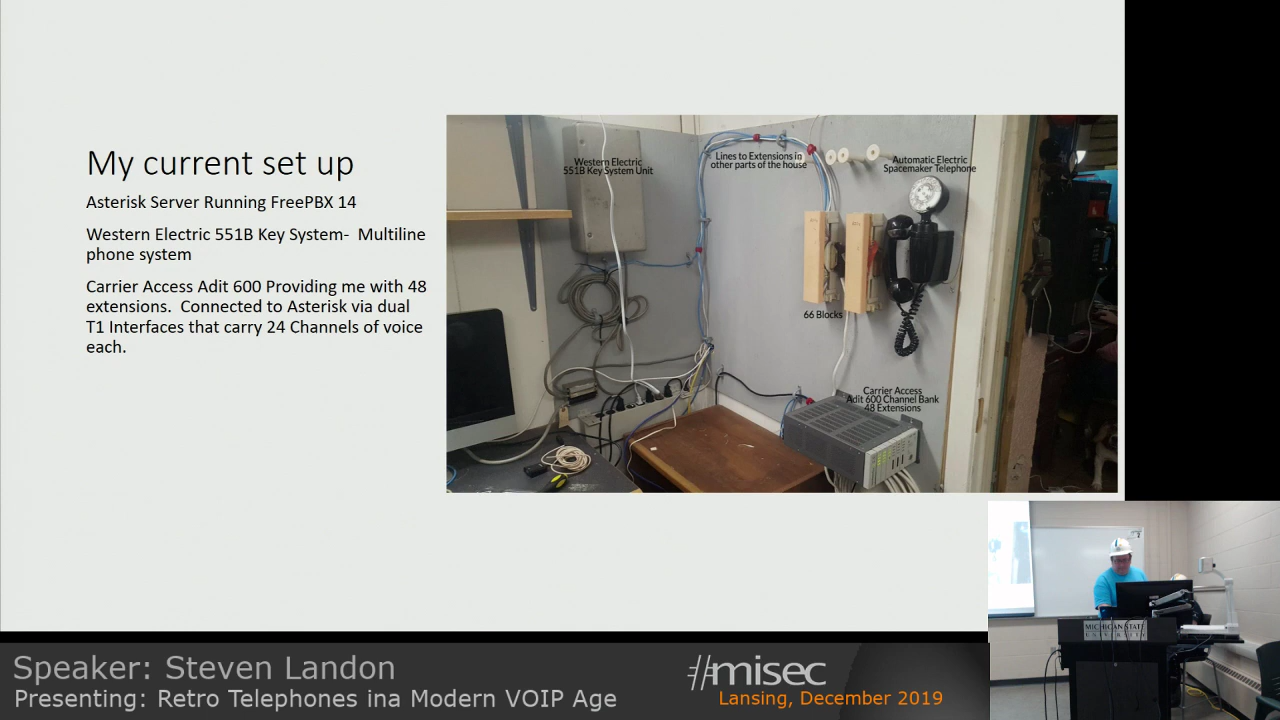 My current set up
Asterisk Server Running FreePBX 14
Western Electric 551B Key System-  Multiline
phone system
Carrier Access Adit 600 Providing me with 48
extensions.  Connected to Asterisk via dual
T1 Interfaces that carry 24 Channels of voice
each.
Western Electric
551B Key System Unit
Lines to Extensions in
other parts of the house
Automatic Electric
Spacemaker Telephone
66 Blocks
Carrier Access
Adit 600 Channel Bank
48 Extensions
MICHIGAN STATE
UNIVERSITY
Speaker: Steven Landon
Presenting: Retro Telephones ina Modern VOIP Age
#misec
Lansing, December 2019